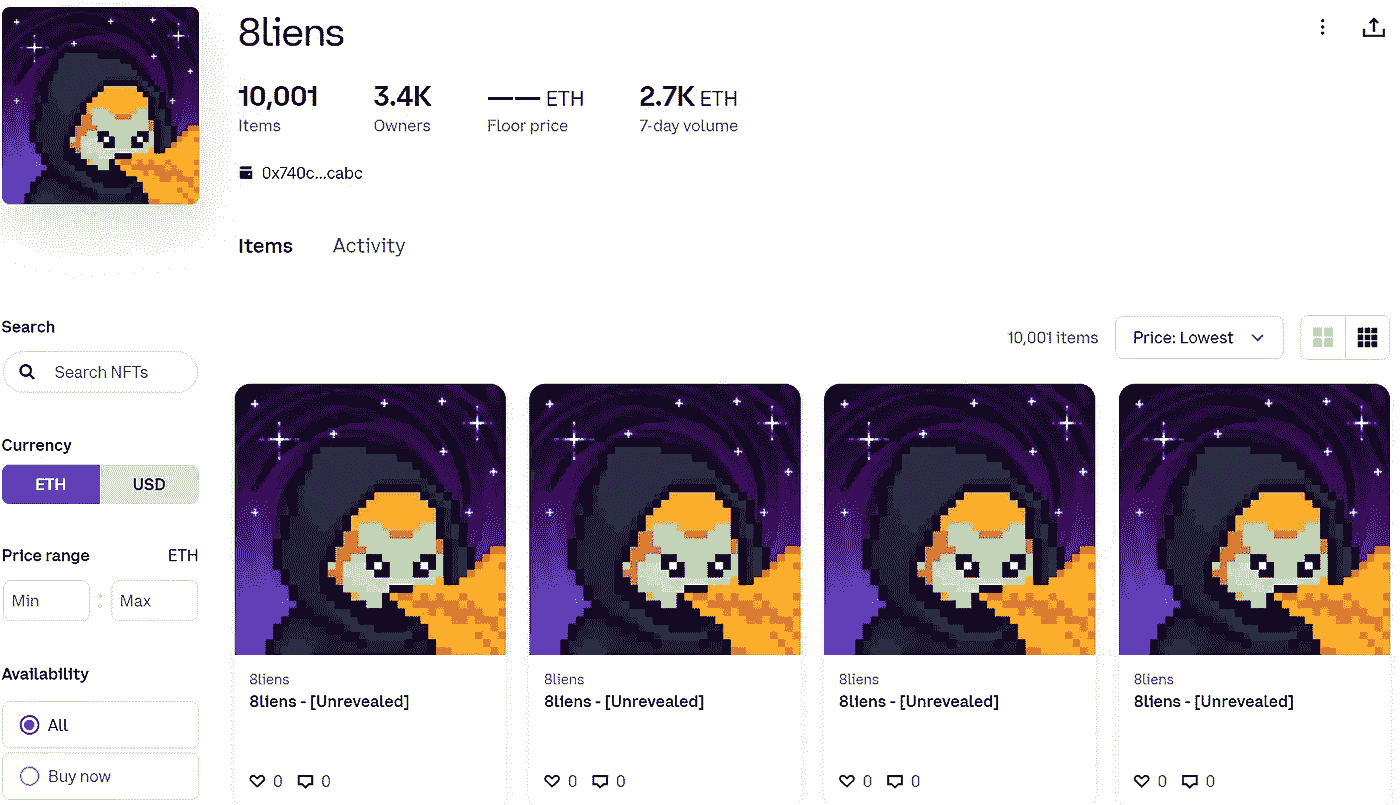 8liens
10,001 3.4K —— ETH 2.7K ETH
Items Owners Floor price 7-day volume
0x740c...cabc
Items Activity
Search
Search NFTs
Currency
ETH USD
Price range ETH
Min : Max
Availability
All
Buy now
10,001 items Price: Lowest
8liens
8liens - [Unrevealed]
0 0
8liens
8liens - [Unrevealed]
0 0
8liens
8liens - [Unrevealed]
0 0
8liens
8liens - [Unrevealed]
0 0